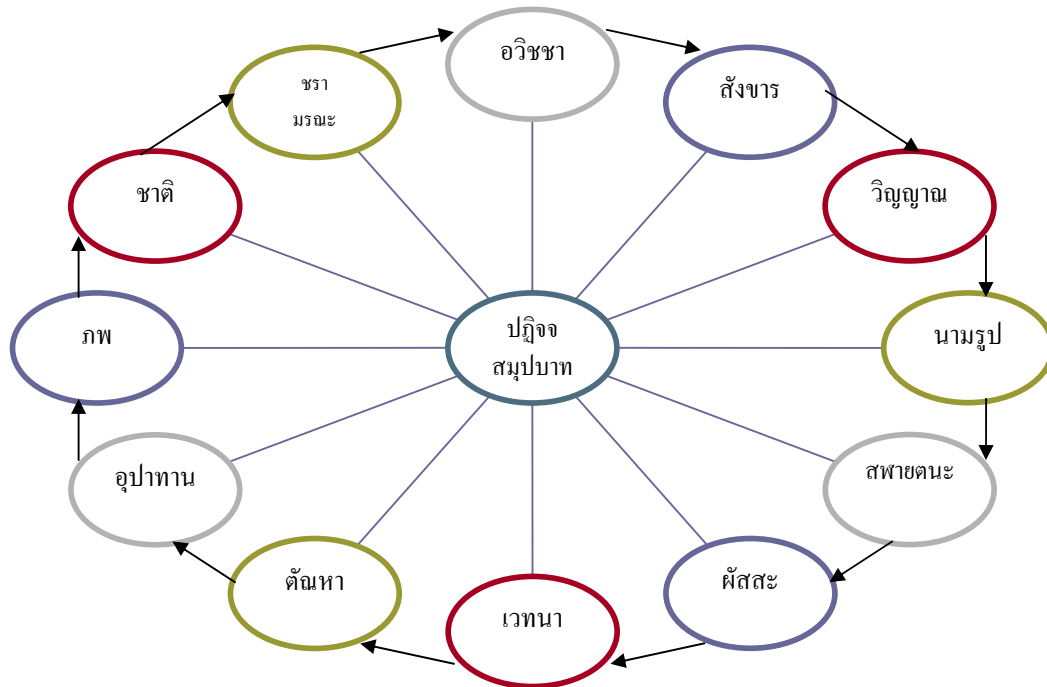 อวิชชา
สังขาร
วิญญาณ
นามรูป
สฬายตนะ
ผัสสะ
เวทนา
ตัณหา
อุปาทาน
ภพ
ชาติ
ชรา
มรณะ
ปฏิจจ
สมุปบาท